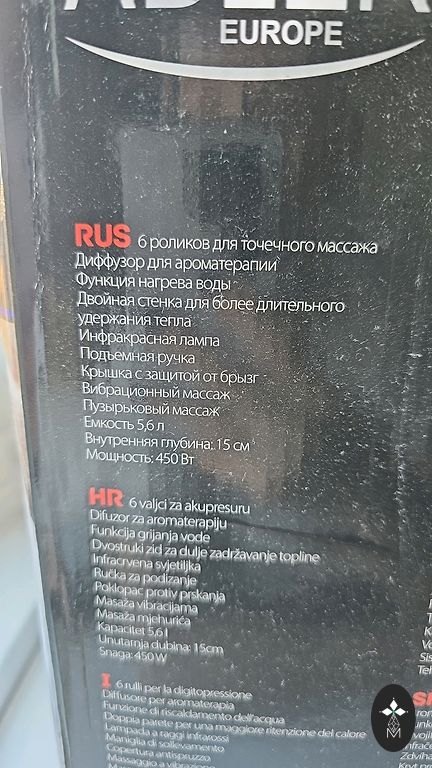 EUROPE
RUS 6 роликов для точечного массажа
Диффузор для ароматерапии
Функция нагрева воды
Двойная стенка для более длительного
удержания тепла
Инфракрасная лампа
Подъемная ручка
Крышка с защитой от брызг
Вибрационный массаж
Пузырьковый массаж
Емкость 5,6 л
Внутренняя глубина: 15 см
Мощность: 450 Вт
HR 6 valjci za akupresuru
Difuzor za aromaterapiju
Funkcija grijanja vode
Dvostruki zid za dulje zadržavanje topline
Infracrvena svjetiljka
Ručka za podizanje
Poklopac protiv prskanja
Masaža vibracijama
Masaža mjehurića
Kapacitet 5,6 l
Unutarnja dubina: 15cm
Snaga: 450 W
I 6 rulli per la digitopressione
Diffusore per aromaterapia
Funzione di riscaldamento dell'acqua
Doppia parete per una maggiore ritenzione del calore
Lampada a raggi infrarossi
Maniglia di sollevamento
Copertura antispruzzo
Massaggio a vibrazione